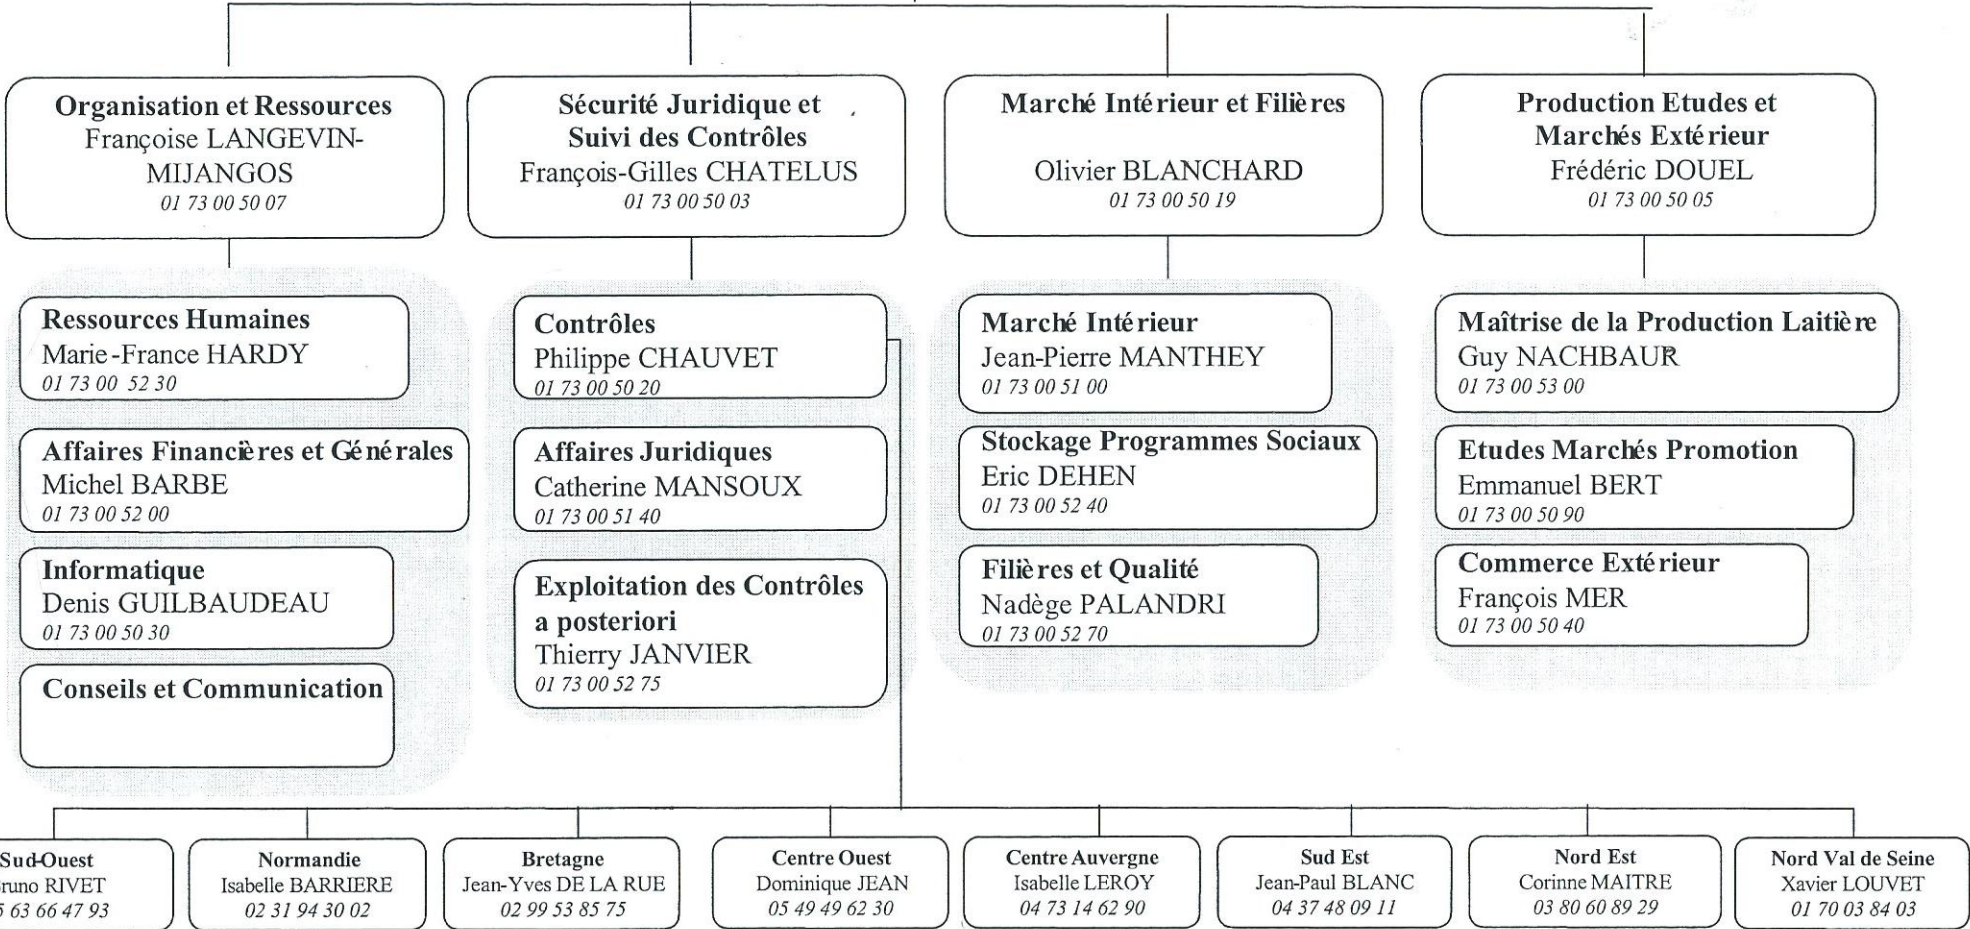 Organisation et Ressources
Françoise LANGEVIN-
MIJANGOS
01 73 00 50 07
Sécurité Juridique et
Suivi des Contrôles
François-Gilles CHATELUS
01 73 00 50 03
Marché Intérieur et Filières
Olivier BLANCHARD
01 73 00 50 19
Production Etudes et
Marchés Extérieur
Frédéric DOUEL
01 73 00 50 05
Ressources Humaines
Marie-France HARDY
01 73 00 52 30
Affaires Financières et Générales
Michel BARBE
01 73 00 52 00
Informatique
Denis GUILBAUDEAU
01 73 00 50 30
Conseils et Communication
Contrôles
Philippe CHAUVET
01 73 00 50 20
Affaires Juridiques
Catherine MANSOUX
01 73 00 51 40
Exploitation des Contrôles
a posteriori
Thierry JANVIER
01 73 00 52 75
Marché Intérieur
Jean-Pierre MANTHEY
01 73 00 51 00
Stockage Programmes Sociaux
Eric DEHEN
01 73 00 52 40
Filières et Qualité
Nadège PALANDRI
01 73 00 52 70
Maîtrise de la Production Laitière
Guy NACHBAUR
01 73 00 53 00
Etudes Marchés Promotion
Emmanuel BERT
01 73 00 50 90
Commerce Extérieur
François MER
01 73 00 50 40
Sud-Ouest
RIVET
63 66 47 93
Normandie
Isabelle BARRIERE
02 31 94 30 02
Bretagne
Jean-Yves DE LA RUE
02 99 53 85 75
Centre Ouest
Dominique JEAN
05 49 49 62 30
Centre Auvergne
Isabelle LEROY
04 73 14 62 90
Sud Est
Jean-Paul BLANC
04 37 48 09 11
Nord Est
Corinne MAITRE
03 80 60 89 29
Nord Val de Seine
Xavier LOUVET
01 70 03 84 03